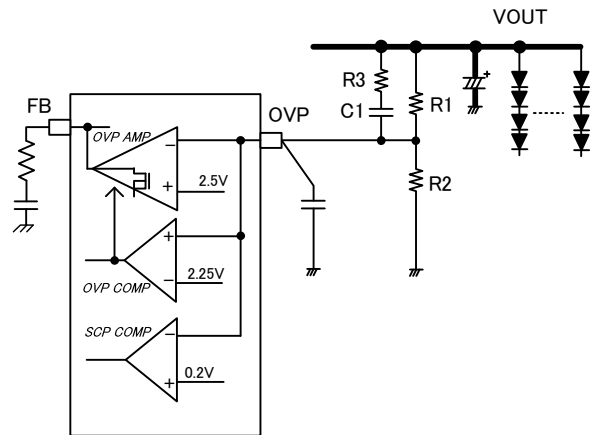 VOUT
FB
OVP
R3
C1
R1
R2
OVP AMP
−
+
2.5V
+
−
2.25V
OVP COMP
SCP COMP
−
+
0.2V
+